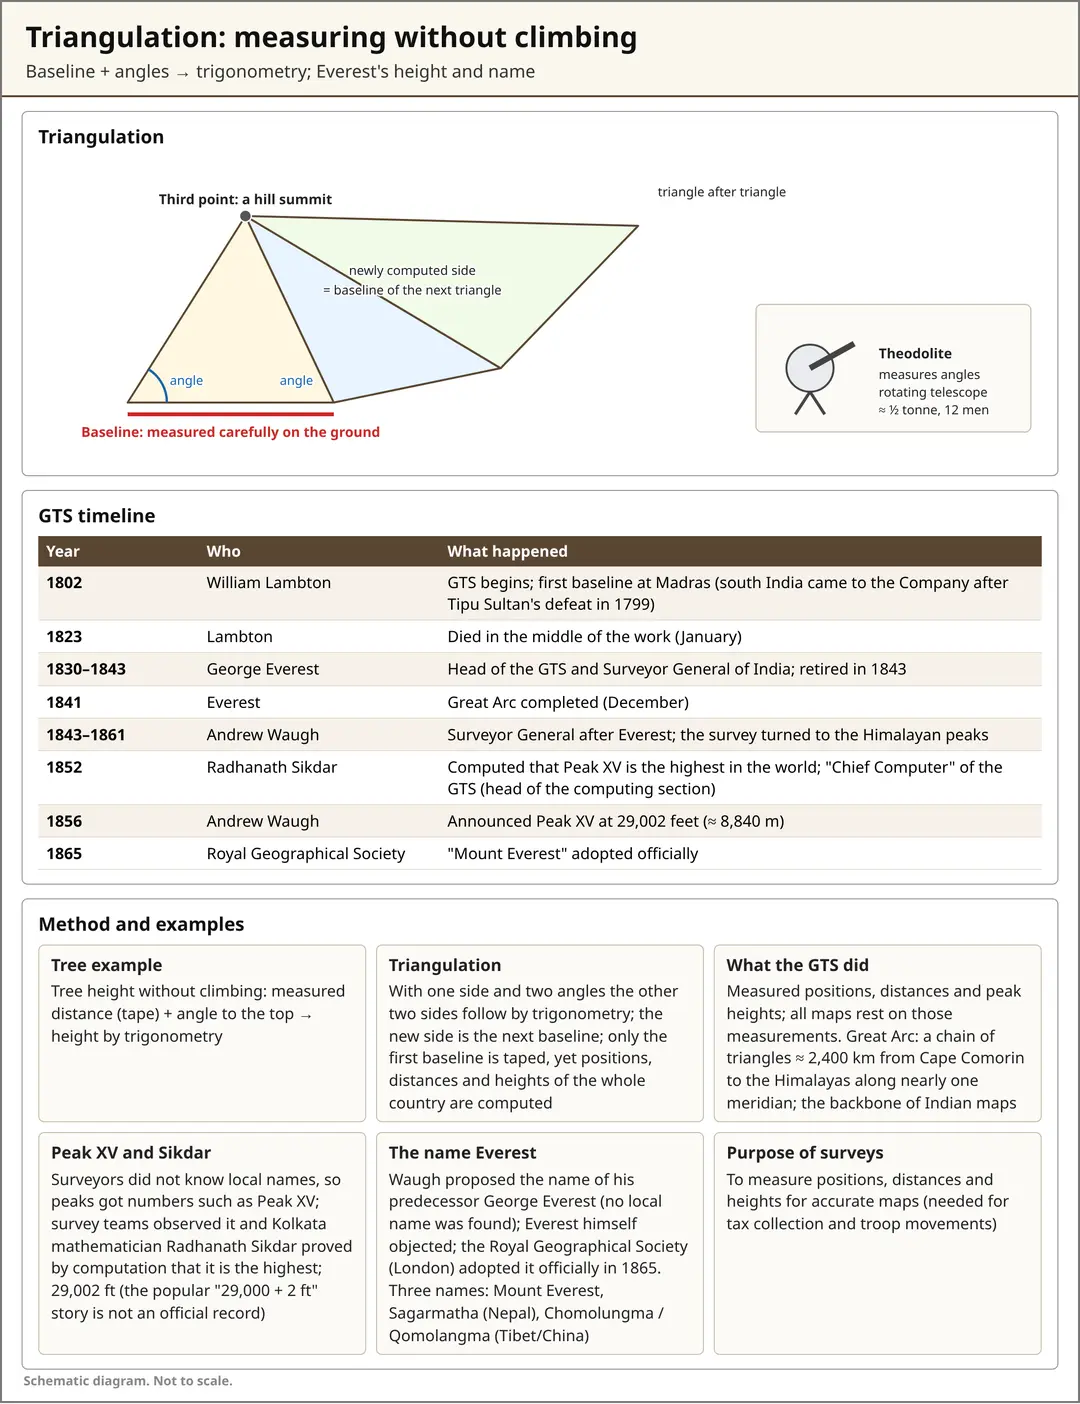 Triangulation: measuring without climbing
Baseline + angles → trigonometry; Everest's height and name
Triangulation
Third point: a hill summit
triangle after triangle
newly computed side
= baseline of the next triangle
angle
angle
Baseline: measured carefully on the ground
Theodolite
measures angles
rotating telescope
≈ ½ tonne, 12 men
GTS timeline
Year Who What happened
1802 William Lambton GTS begins; first baseline at Madras (south India came to the Company after
Tipu Sultan's defeat in 1799)
1823 Lambton Died in the middle of the work (January)
1830–1843 George Everest Head of the GTS and Surveyor General of India; retired in 1843
1841 Everest Great Arc completed (December)
1843–1861 Andrew Waugh Surveyor General after Everest; the survey turned to the Himalayan peaks
1852 Radhanath Sikdar Computed that Peak XV is the highest in the world; "Chief Computer" of the
GTS (head of the computing section)
1856 Andrew Waugh Announced Peak XV at 29,002 feet (≈ 8,840 m)
1865 Royal Geographical Society "Mount Everest" adopted officially
Method and examples
Tree example
Tree height without climbing: measured
distance (tape) + angle to the top →
height by trigonometry
Triangulation
With one side and two angles the other
two sides follow by trigonometry; the
new side is the next baseline; only the
first baseline is taped, yet positions,
distances and heights of the whole
country are computed
What the GTS did
Measured positions, distances and peak
heights; all maps rest on those
measurements. Great Arc: a chain of
triangles ≈ 2,400 km from Cape Comorin
to the Himalayas along nearly one
meridian; the backbone of Indian maps
Peak XV and Sikdar
Surveyors did not know local names, so
peaks got numbers such as Peak XV;
survey teams observed it and Kolkata
mathematician Radhanath Sikdar proved
by computation that it is the highest;
29,002 ft (the popular "29,000 + 2 ft"
story is not an official record)
The name Everest
Waugh proposed the name of his
predecessor George Everest (no local
name was found); Everest himself
objected; the Royal Geographical Society
(London) adopted it officially in 1865.
Three names: Mount Everest,
Sagarmatha (Nepal), Chomolungma /
Qomolangma (Tibet/China)
Purpose of surveys
To measure positions, distances and
heights for accurate maps (needed for
tax collection and troop movements)
Schematic diagram. Not to scale.